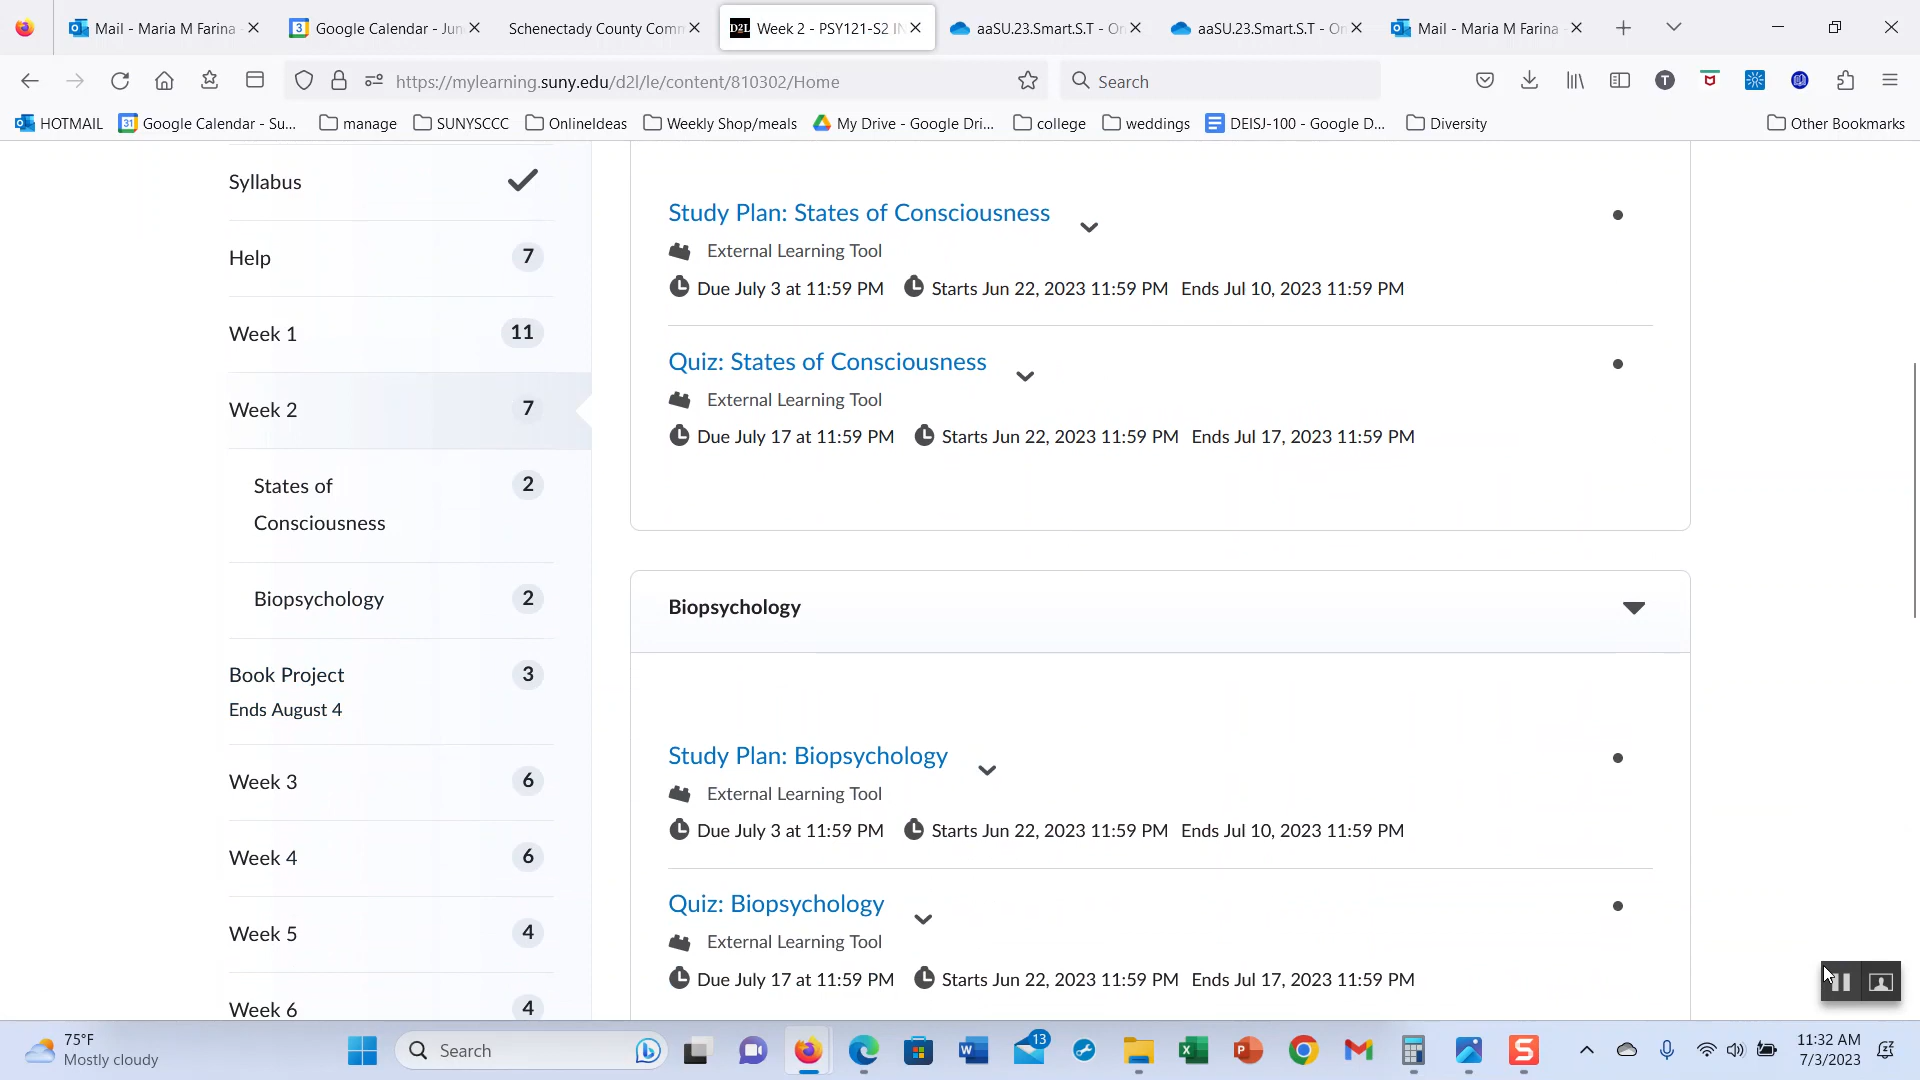 Mail - Maria M Farina
Google Calendar - Jun
Schenectady County Comm
D2L Week 2 - PSY121-S2 IN
aaSU.23.Smart.S.T - On
aaSU.23.Smart.S.T - On
Mail - Maria M Farina
https://mylearning.suny.edu/d2l/le/content/810302/Home
Search
HOTMAIL
Google Calendar - Su...
manage
SUNYSCCC
OnlineIdeas
Weekly Shop/meals
My Drive - Google Dri...
college
weddings
DEISJ-100 - Google D...
Diversity
Other Bookmarks
Syllabus
Help 7
Week 1 11
Week 2 7
States of 2
Consciousness
Biopsychology 2
Book Project 3
Ends August 4
Week 3 6
Week 4 6
Week 5 4
Week 6 4
Study Plan: States of Consciousness
External Learning Tool
Due July 3 at 11:59 PM Starts Jun 22, 2023 11:59 PM Ends Jul 10, 2023 11:59 PM
Quiz: States of Consciousness
External Learning Tool
Due July 17 at 11:59 PM Starts Jun 22, 2023 11:59 PM Ends Jul 17, 2023 11:59 PM
Biopsychology
Study Plan: Biopsychology
External Learning Tool
Due July 3 at 11:59 PM Starts Jun 22, 2023 11:59 PM Ends Jul 10, 2023 11:59 PM
Quiz: Biopsychology
External Learning Tool
Due July 17 at 11:59 PM Starts Jun 22, 2023 11:59 PM Ends Jul 17, 2023 11:59 PM
75°F
Mostly cloudy
Search
13
11:32 AM
7/3/2023